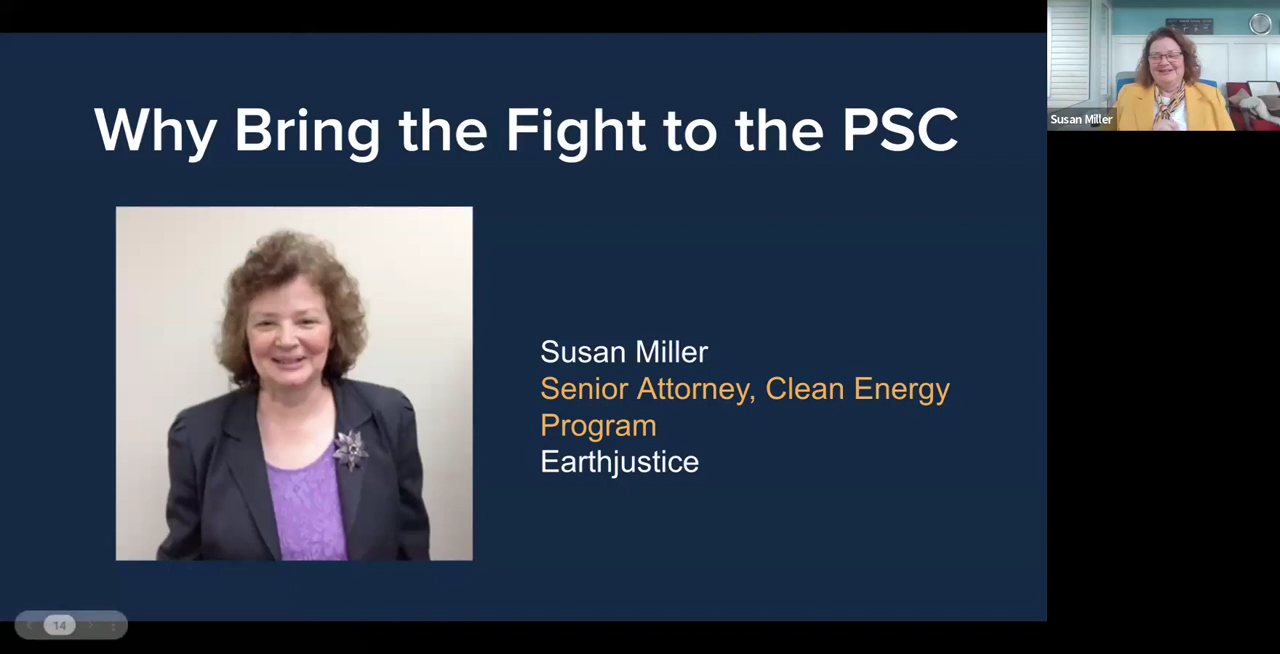 Why Bring the Fight to the PSC
Susan Miller
Susan Miller
Senior Attorney, Clean Energy
Program
Earthjustice
14